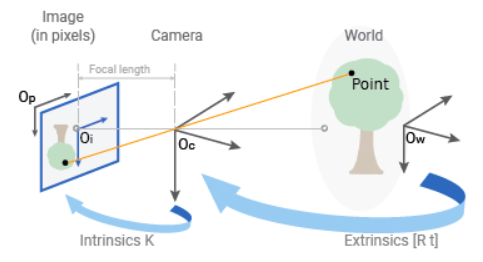 Image
(in pixels)
Camera
World
Focal length
Op
Point
Oi
Oc
Ow
Intrinsics K
Extrinsics [R t]